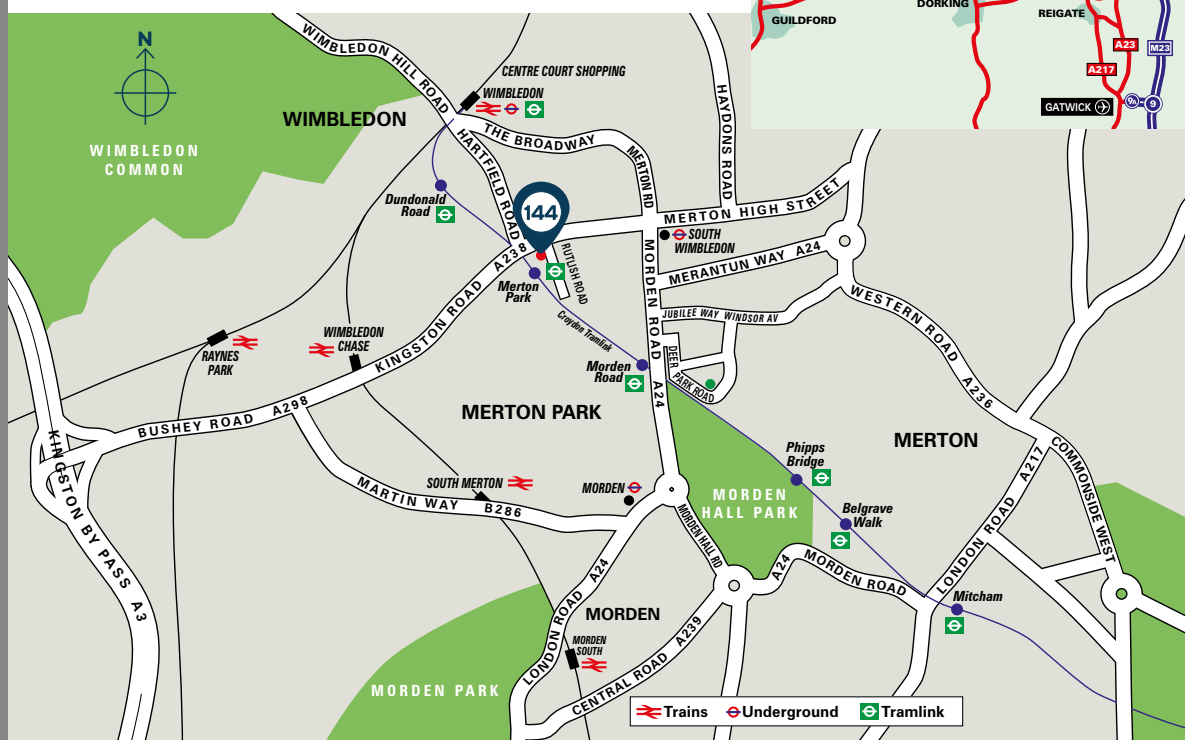 GUILDFORD
DORKING
REIGATE
A23
M23
A217
GATWICK
9A
9
N
WIMBLEDON
COMMON
WIMBLEDON HILL ROAD
CENTRE COURT SHOPPING
WIMBLEDON
WIMBLEDON
THE BROADWAY
HARTFIELD ROAD
MERTON RD
HAYDONS ROAD
Dundonald
Road
144
MERTON HIGH STREET
SOUTH
WIMBLEDON
MERANTUN WAY A24
RUTLISH ROAD
Merton
Park
Croydon Tramlink
KINGSTON ROAD A238
MORDEN ROAD A24
JUBILEE WAY WINDSOR AV
DEER
PARK ROAD
WESTERN ROAD A236
RAYNES
PARK
WIMBLEDON
CHASE
Morden
Road
BUSHEY ROAD A298
MERTON PARK
MERTON
KINGSTON BY PASS A3
MARTIN WAY B286
SOUTH MERTON
MORDEN
Phipps
Bridge
MORDEN
HALL PARK
Belgrave
Walk
MORDEN HALL RD
A24
MORDEN ROAD
LONDON ROAD A217
COMMONSIDE WEST
Mitcham
LONDON ROAD A24
MORDEN
MORDEN
SOUTH
CENTRAL ROAD A239
MORDEN PARK
Trains
Underground
Tramlink